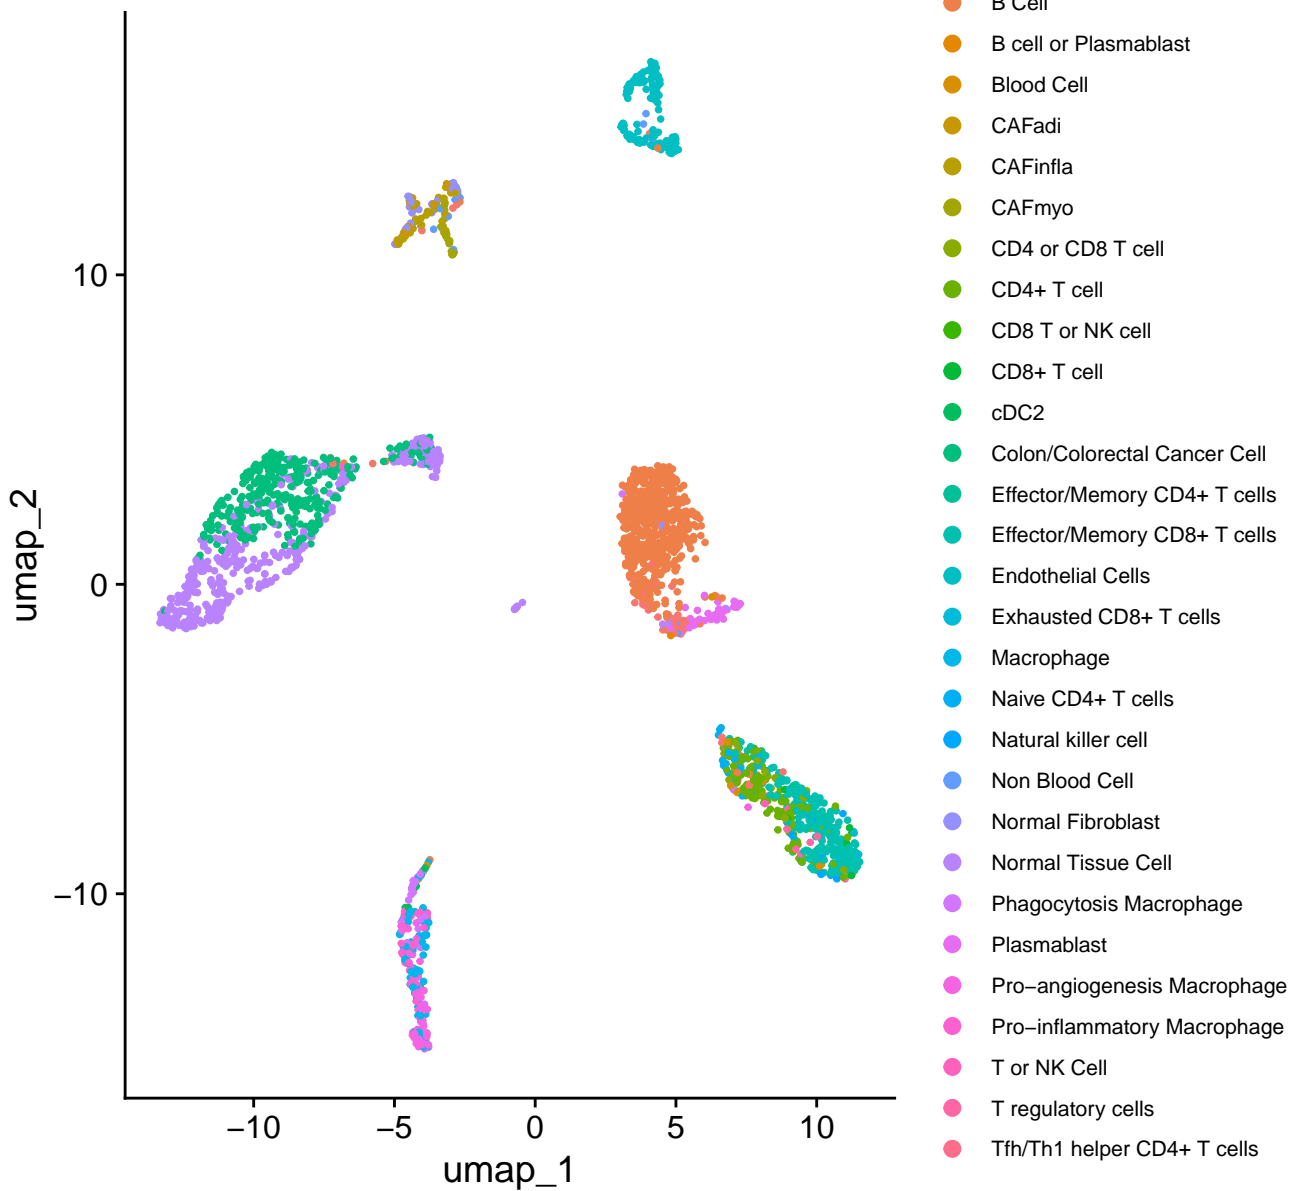 B Cell
B cell or Plasmablast
Blood Cell
CAFadi
CAFinfla
CAFmyo
CD4 or CD8 T cell
CD4+ T cell
CD8 T or NK cell
CD8+ T cell
cDC2
Colon/Colorectal Cancer Cell
Effector/Memory CD4+ T cells
Effector/Memory CD8+ T cells
Endothelial Cells
Exhausted CD8+ T cells
Macrophage
Naive CD4+ T cells
Natural killer cell
Non Blood Cell
Normal Fibroblast
Normal Tissue Cell
Phagocytosis Macrophage
Plasmablast
Pro−angiogenesis Macrophage
Pro−inflammatory Macrophage
T or NK Cell
T regulatory cells
Tfh/Th1 helper CD4+ T cells
umap_2
10
0
−10
−10
−5
0
5
10
umap_1